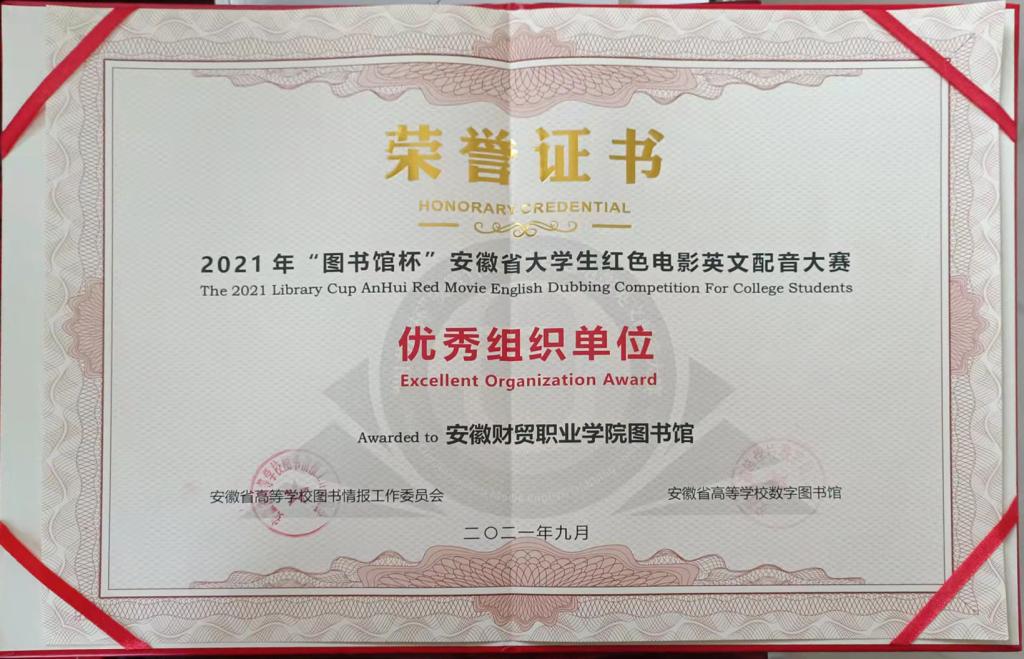 荣誉证书
HONORARY CREDENTIAL
2021年“图书馆杯”安徽省大学生红色电影英文配音大赛
The 2021 Library Cup AnHui Red Movie English Dubbing Competition For College Students
优秀组织单位
Excellent Organization Award
Awarded to 安徽财贸职业学院图书馆
安徽省高等学校图书情报工作委员会
安徽省高等学校数字图书馆
二〇二一年九月